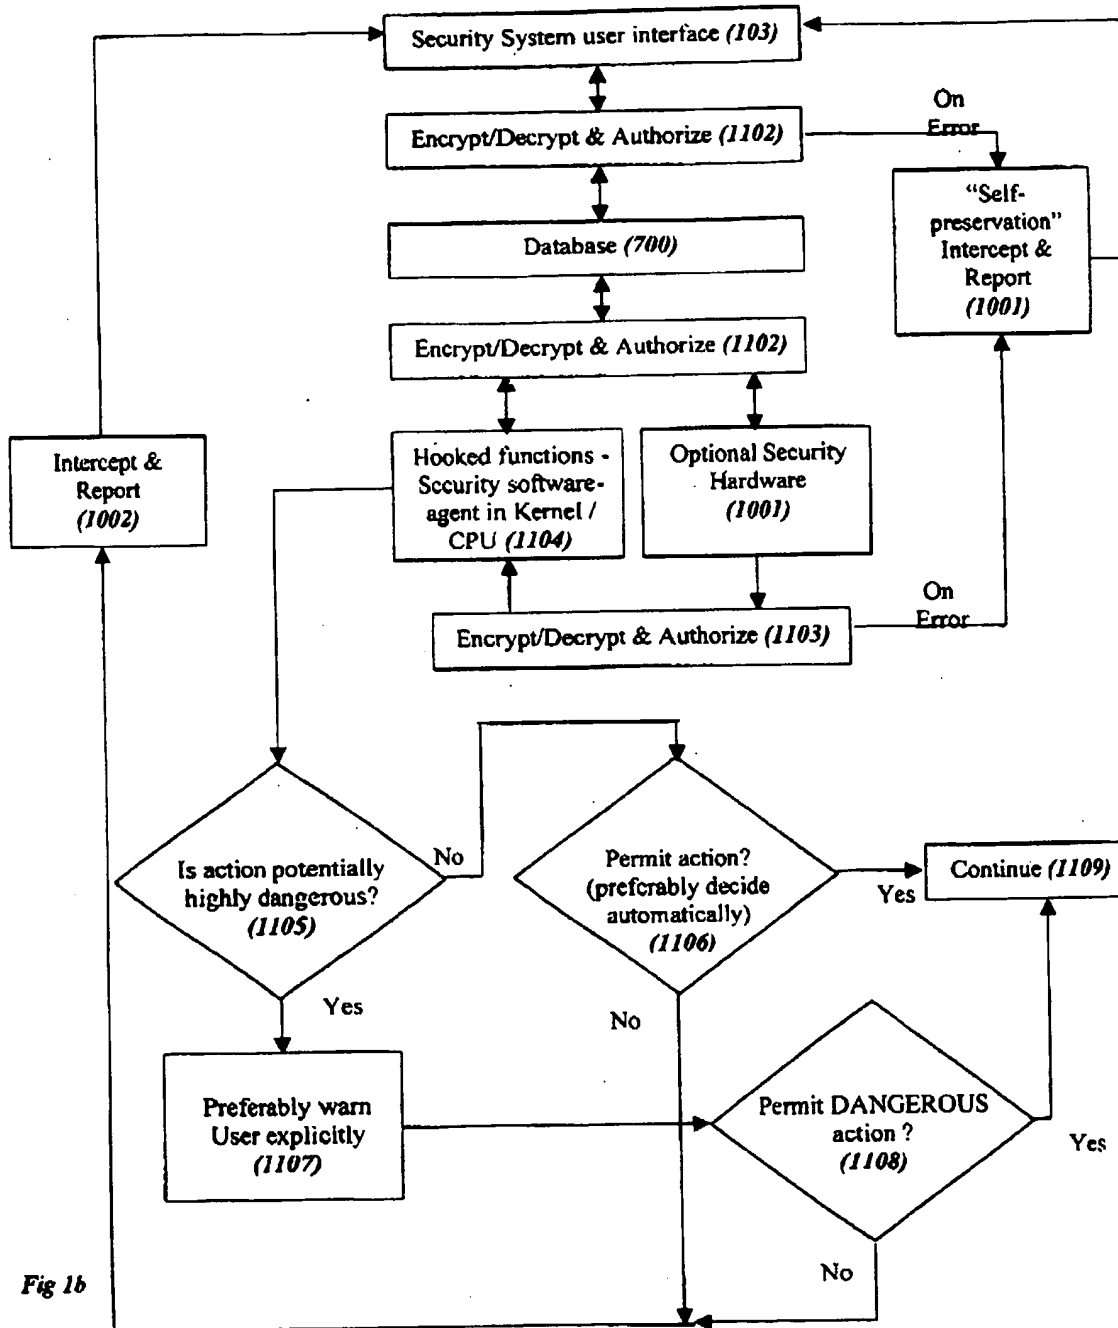 Security System user interface (103)
On
Error
Encrypt/Decrypt & Authorize (1102)
“Self-
preservation”
Intercept &
Report
(1001)
Database (700)
Encrypt/Decrypt & Authorize (1102)
Intercept &
Report
(1002)
Hooked functions -
Security software-
agent in Kernel /
CPU (1104)
Optional Security
Hardware
(1001)
On
Error
Encrypt/Decrypt & Authorize (1103)
Is action potentially
highly dangerous?
(1105)
No
Permit action?
(preferably decide
automatically)
(1106)
Yes
Continue (1109)
Yes
No
Preferably warn
User explicitly
(1107)
Permit DANGEROUS
action ?
(1108)
Yes
No
Fig 1b